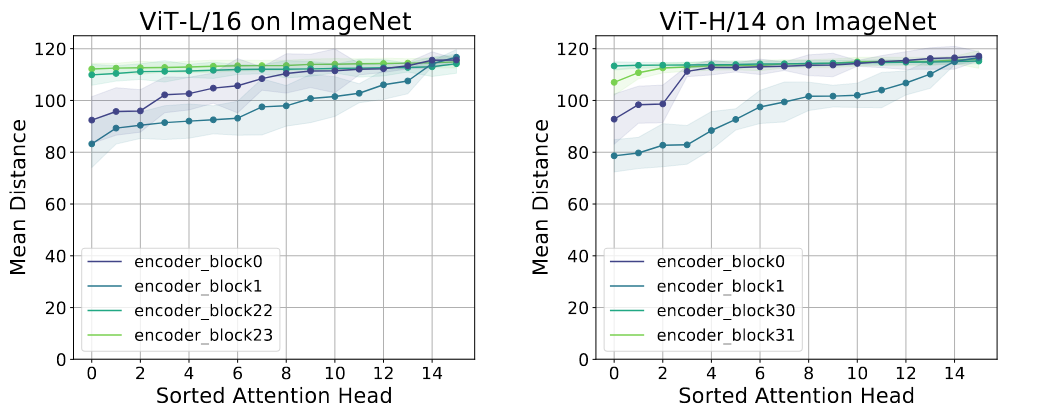 ViT-L/16 on ImageNet
120
100
80
60
40
20
0
Mean Distance
encoder_block0
encoder_block1
encoder_block22
encoder_block23
0 2 4 6 8 10 12 14
Sorted Attention Head
ViT-H/14 on ImageNet
120
100
80
60
40
20
0
Mean Distance
encoder_block0
encoder_block1
encoder_block30
encoder_block31
0 2 4 6 8 10 12 14
Sorted Attention Head